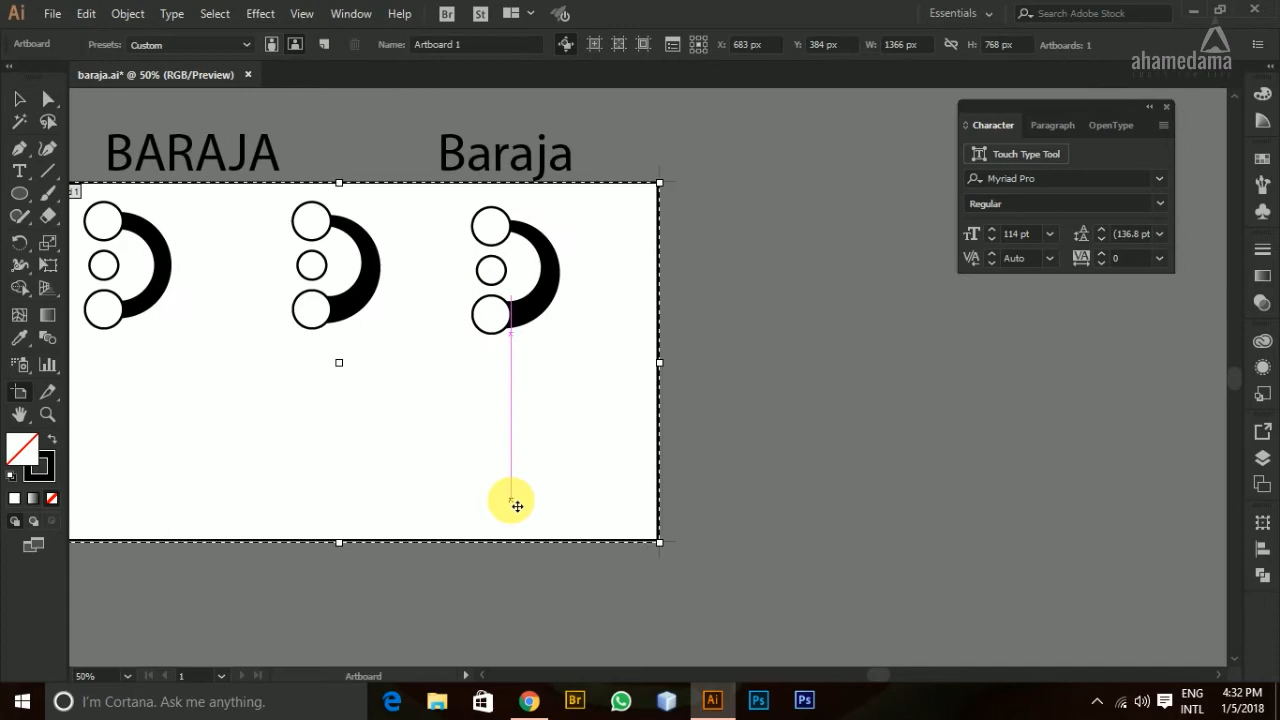 Ai File Edit Object Type Select Effect View Window Help Br St Essentials Search Adobe Stock
Artboard Presets: Custom Name: Artboard 1 X: 683 px Y: 384 px W: 1366 px H: 768 px Artboards: 1
ahamedama
baraja.ai* @ 50% (RGB/Preview)
BARAJA Baraja
d 1
Character Paragraph OpenType
Touch Type Tool
Myriad Pro
Regular
114 pt (136.8 pt
Auto 0
50% 1 Artboard
I'm Cortana. Ask me anything.
Br Ai Ps Ps
ENG
INTL
4:32 PM
1/5/2018